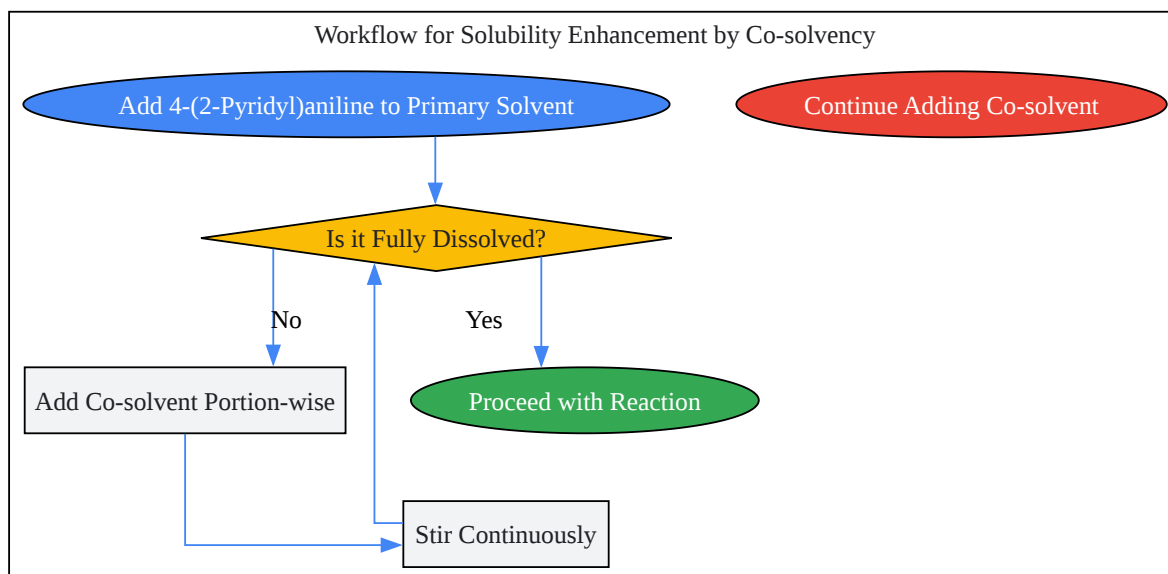 Workflow for Solubility Enhancement by Co-solvency
Add 4-(2-Pyridyl)aniline to Primary Solvent
Continue Adding Co-solvent
Is it Fully Dissolved?
No
Yes
Add Co-solvent Portion-wise
Proceed with Reaction
Stir Continuously